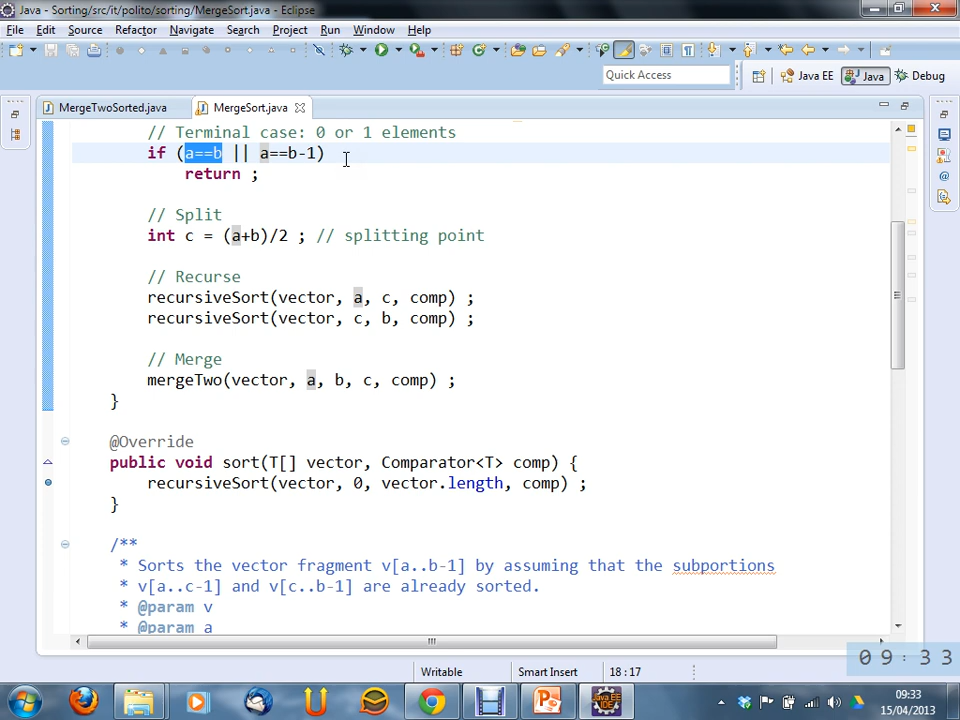 Java - Sorting/src/it/polito/sorting/MergeSort.java - Eclipse
File Edit Source Refactor Navigate Search Project Run Window Help
Quick Access
Java EE Java Debug
MergeTwoSorted.java MergeSort.java
// Terminal case: 0 or 1 elements
if (a==b || a==b-1)
return ;
// Split
int c = (a+b)/2 ; // splitting point
// Recurse
recursiveSort(vector, a, c, comp) ;
recursiveSort(vector, c, b, comp) ;
// Merge
mergeTwo(vector, a, b, c, comp) ;
}
@Override
public void sort(T[] vector, Comparator<T> comp) {
recursiveSort(vector, 0, vector.length, comp) ;
}
/**
* Sorts the vector fragment v[a..b-1] by assuming that the subportions
* v[a..c-1] and v[c..b-1] are already sorted.
* @param v
* @param a
09:33
Writable Smart Insert 18:17
09:33
15/04/2013